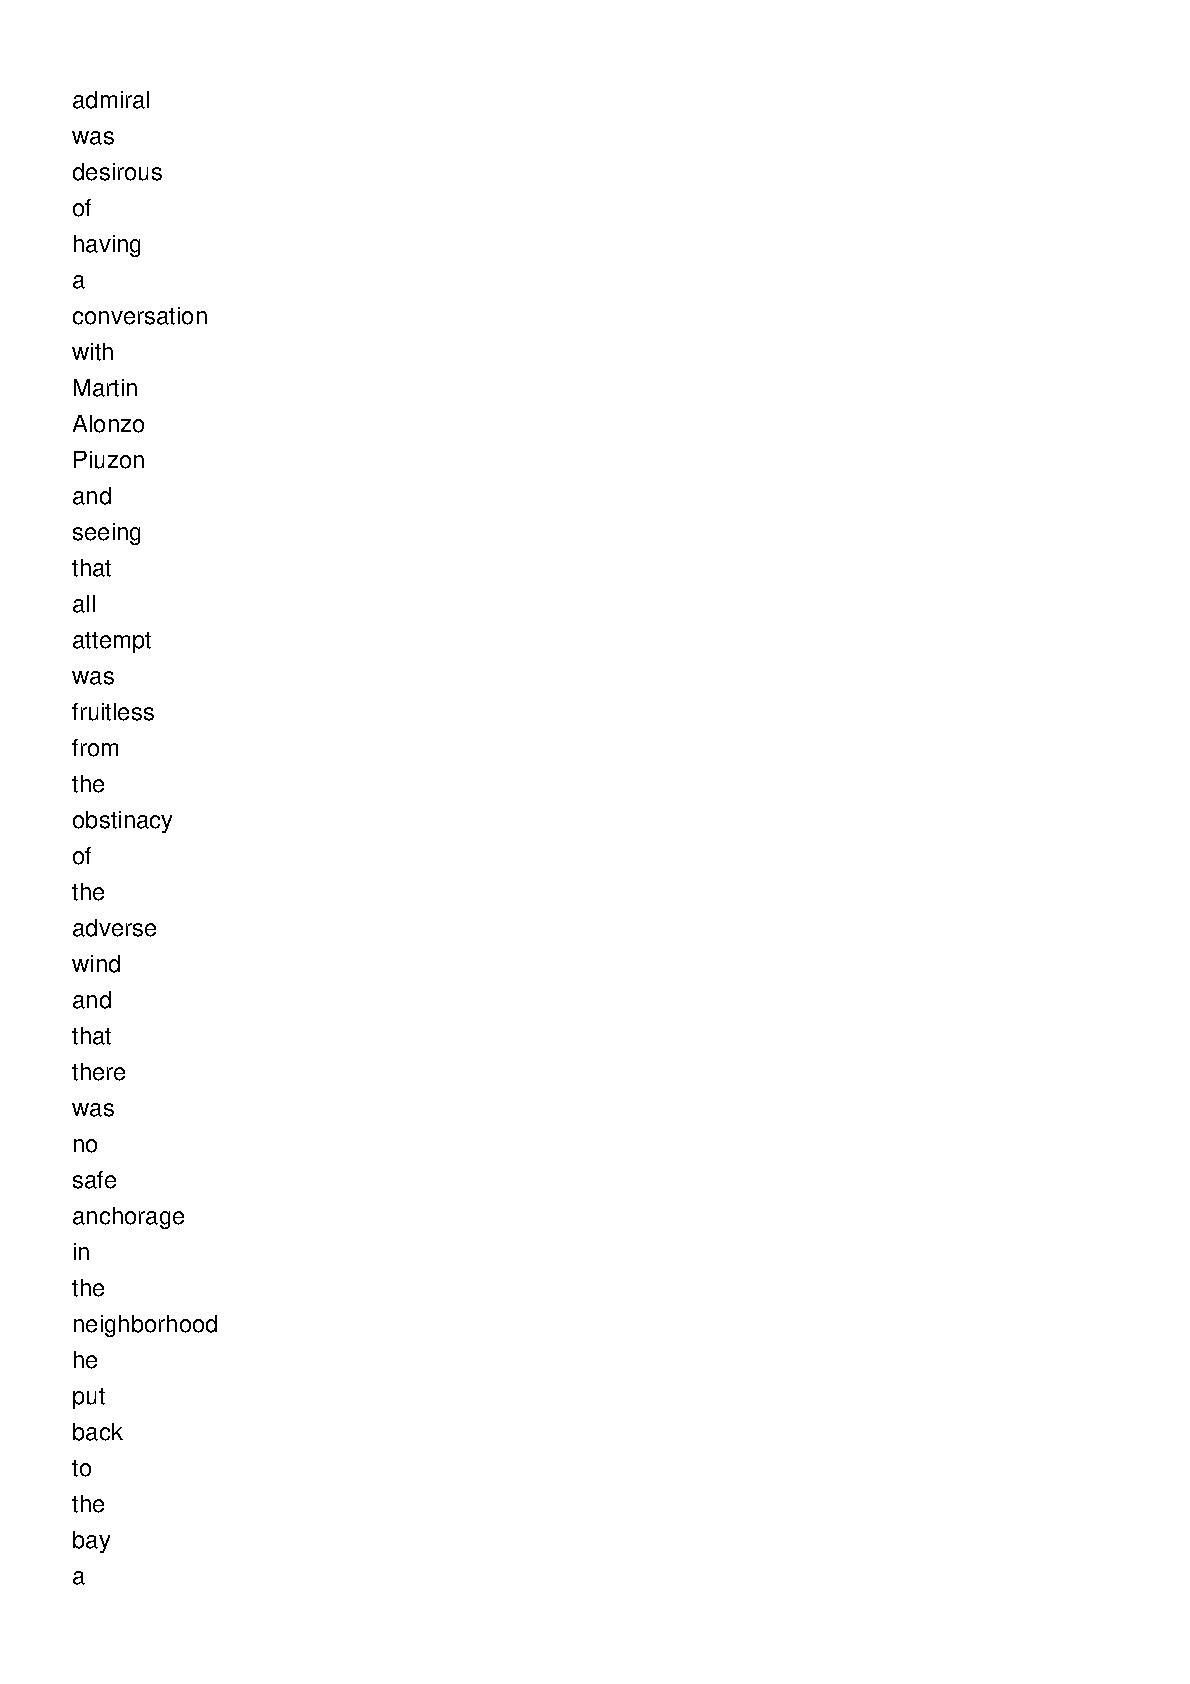 admiral
was
desirous
of
having
a
conversation
with
Martin
Alonzo
Piuzon
and
seeing
that
all
attempt
was
fruitless
from
the
obstinacy
of
the
adverse
wind
and
that
there
was
no
safe
anchorage
in
the
neighborhood
he
put
back
to
the
bay
a